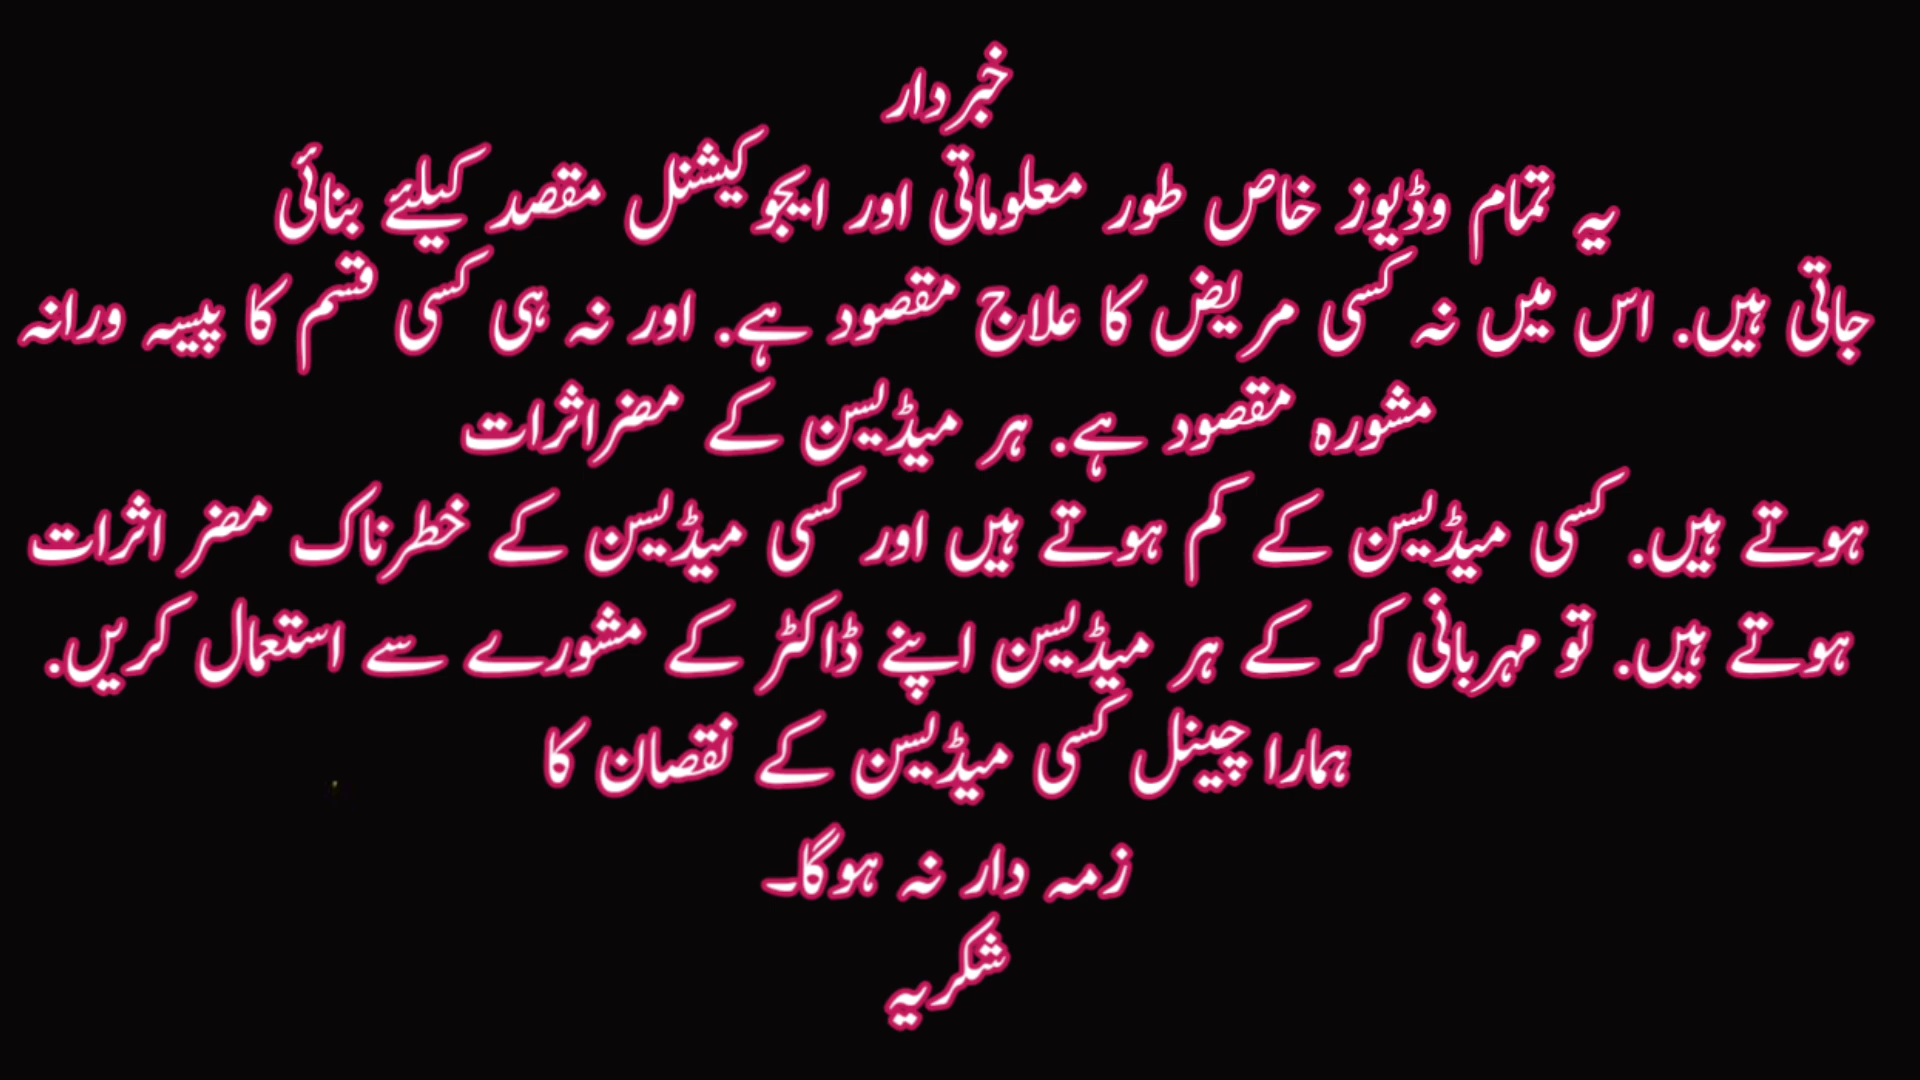 خبردار
یہ تمام وڈیوز خاص طور معلوماتی اور ایجوکیشنل مقصد کیلئے بنائی
جاتی ہیں. اس میں نہ کسی مریض کا علاج مقصود ہے. اور نہ ہی کسی قسم کا پیسہ ورانہ
مشورہ مقصود ہے. ہر میڈیسن کے مضراثرات
ہوتے ہیں. کسی میڈیسن کے کم ہوتے ہیں اور کسی میڈیسن کے خطرناک مضر اثرات
ہوتے ہیں. تو مہربانی کر کے ہر میڈیسن اپنے ڈاکٹر کے مشورے سے استعمال کریں.
ہمارا چینل کسی میڈیسن کے نقصان کا
زمہ دار نہ ہوگا۔
شکریہ